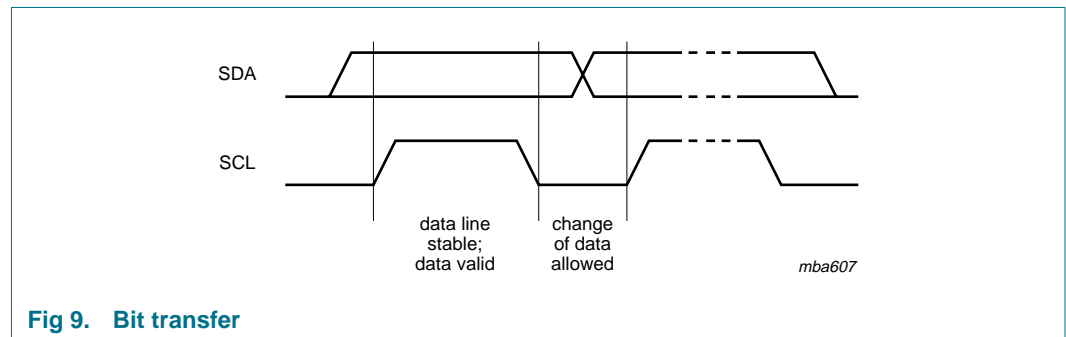 SDA
SCL
data line
stable;
data valid
change
of data
allowed
mba607
Fig 9. Bit transfer